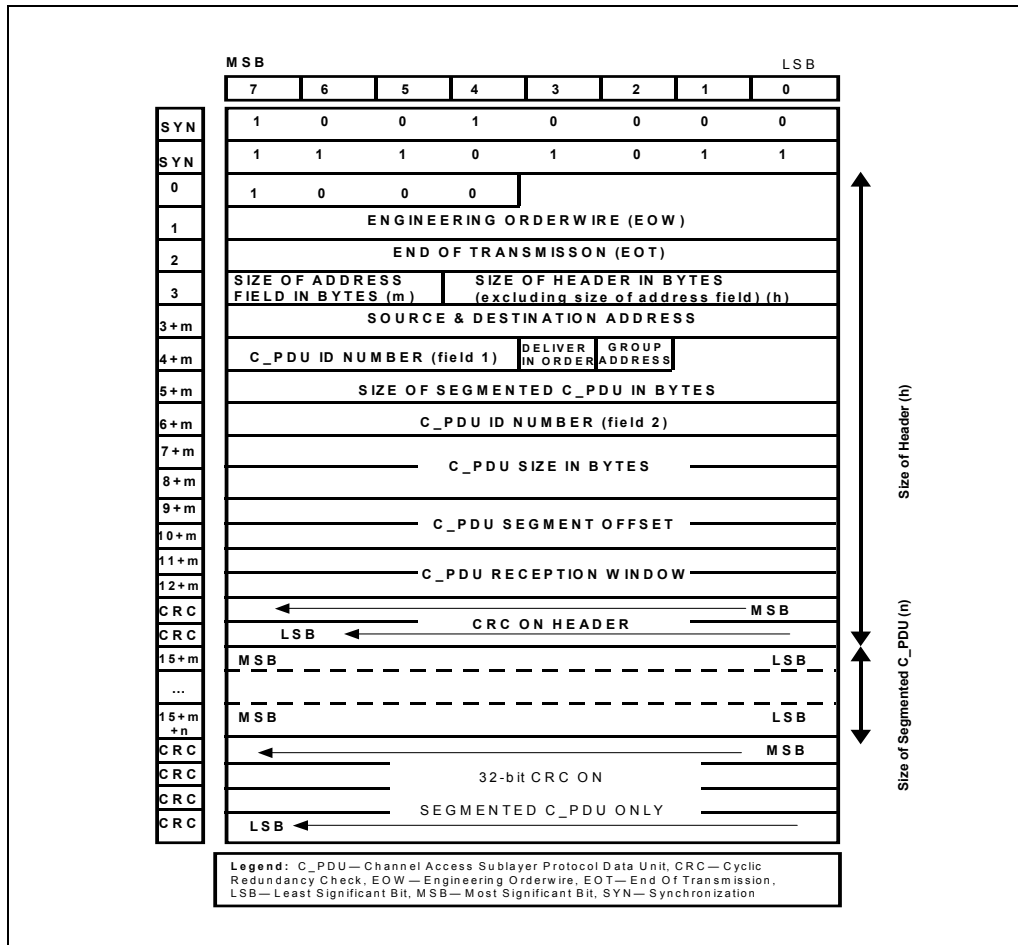 MSB LSB
7 6 5 4 3 2 1 0
SYN 1 0 0 1 0 0 0 0
SYN 1 1 1 0 1 0 1 1
0 1 0 0 0
1 ENGINEERING ORDERWIRE (EOW)
2 END OF TRANSMISSON (EOT)
3 SIZE OF ADDRESS FIELD IN BYTES (m) SIZE OF HEADER IN BYTES (excluding size of address field) (h)
3+m SOURCE & DESTINATION ADDRESS
4+m C_PDU ID NUMBER (field 1) DELIVER IN ORDER GROUP ADDRESS
5+m SIZE OF SEGMENTED C_PDU IN BYTES
6+m C_PDU ID NUMBER (field 2)
7+m
C_PDU SIZE IN BYTES
8+m
9+m
C_PDU SEGMENT OFFSET
10+m
11+m
C_PDU RECEPTION WINDOW
12+m
CRC MSB
CRC ON HEADER
CRC LSB
Size of Header (h)
15+m MSB LSB
...
15+m +n MSB LSB
Size of Segmented C_PDU (n)
CRC MSB
CRC 32-bit CRC ON
CRC SEGMENTED C_PDU ONLY
CRC LSB
Legend: C_PDU—Channel Access Sublayer Protocol Data Unit, CRC—Cyclic
Redundancy Check, EOW—Engineering Orderwire, EOT—End Of Transmission,
LSB—Least Significant Bit, MSB—Most Significant Bit, SYN—Synchronization